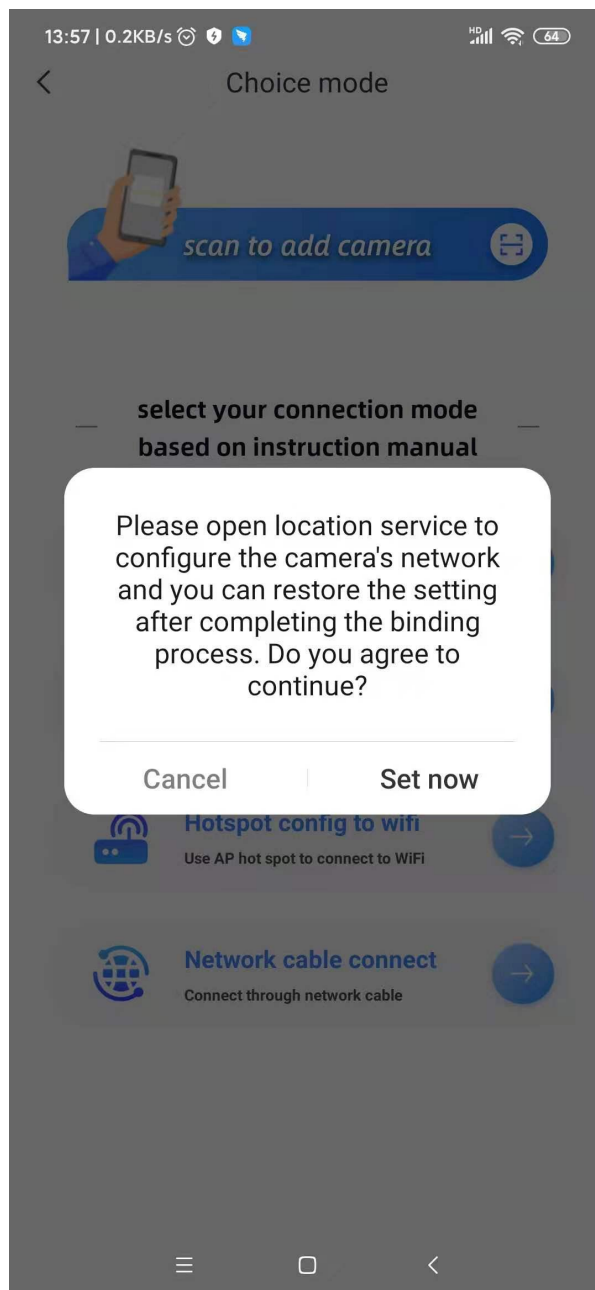 13:57 | 0.2KB/s
HD
64
Choice mode
scan to add camera
select your connection mode
based on instruction manual
Please open location service to
configure the camera's network
and you can restore the setting
after completing the binding
process. Do you agree to
continue?
Cancel
Set now
Hotspot config to wifi
Use AP hot spot to connect to WiFi
Network cable connect
Connect through network cable